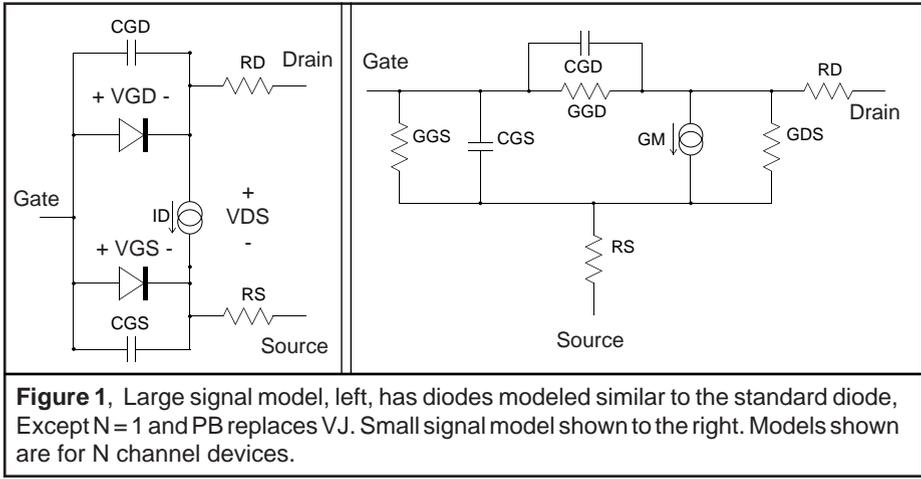 CGD
RD
Drain
+ VGD -
Gate
ID
+
VDS
-
+ VGS -
RS
CGS
Source
Gate
CGD
GGD
RD
Drain
GGS
CGS
GM
GDS
RS
Source
Figure 1, Large signal model, left, has diodes modeled similar to the standard diode,
Except N = 1 and PB replaces VJ. Small signal model shown to the right. Models shown
are for N channel devices.